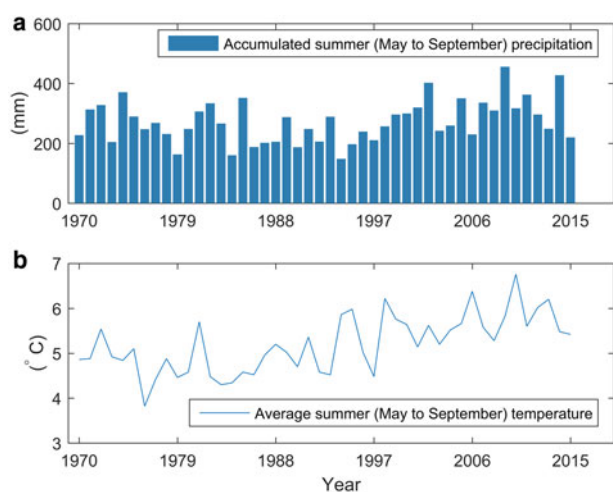 a
600
Accumulated summer (May to September) precipitation
400
(mm)
200
0
1970 1979 1988 1997 2006 2015
b
7
6
(°C)
5
4
Average summer (May to September) temperature
3
1970 1979 1988 1997 2006 2015
Year